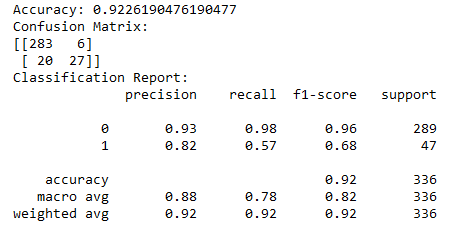 Accuracy: 0.9226190476190477
Confusion Matrix:
[[283   6]
 [ 20  27]]
Classification Report:
              precision    recall  f1-score   support

           0       0.93      0.98      0.96       289
           1       0.82      0.57      0.68        47

    accuracy                           0.92       336
   macro avg       0.88      0.78      0.82       336
weighted avg       0.92      0.92      0.92       336